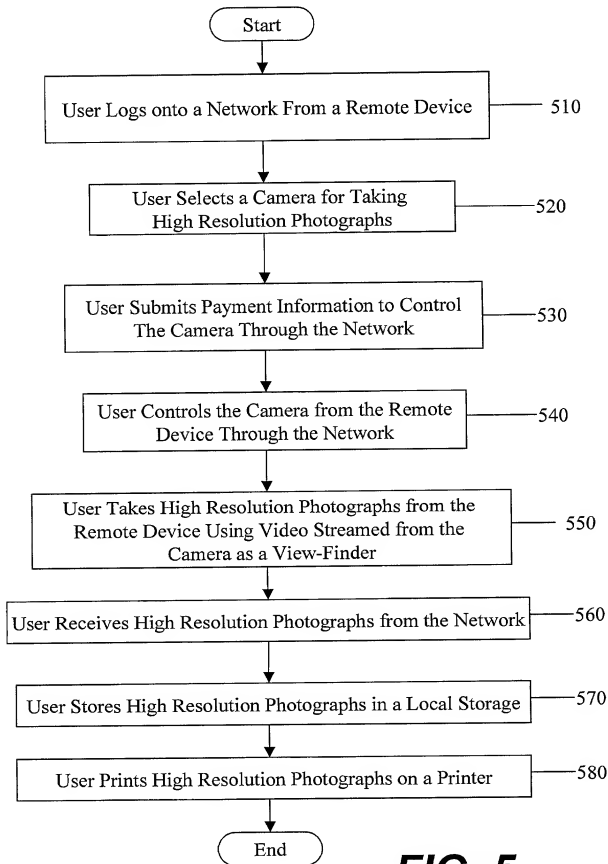 Start
User Logs onto a Network From a Remote Device
510
User Selects a Camera for Taking
High Resolution Photographs
520
User Submits Payment Information to Control
The Camera Through the Network
530
User Controls the Camera from the Remote
Device Through the Network
540
User Takes High Resolution Photographs from the
Remote Device Using Video Streamed from the
Camera as a View-Finder
550
User Receives High Resolution Photographs from the Network
560
User Stores High Resolution Photographs in a Local Storage
570
User Prints High Resolution Photographs on a Printer
580
End
FIG. 5